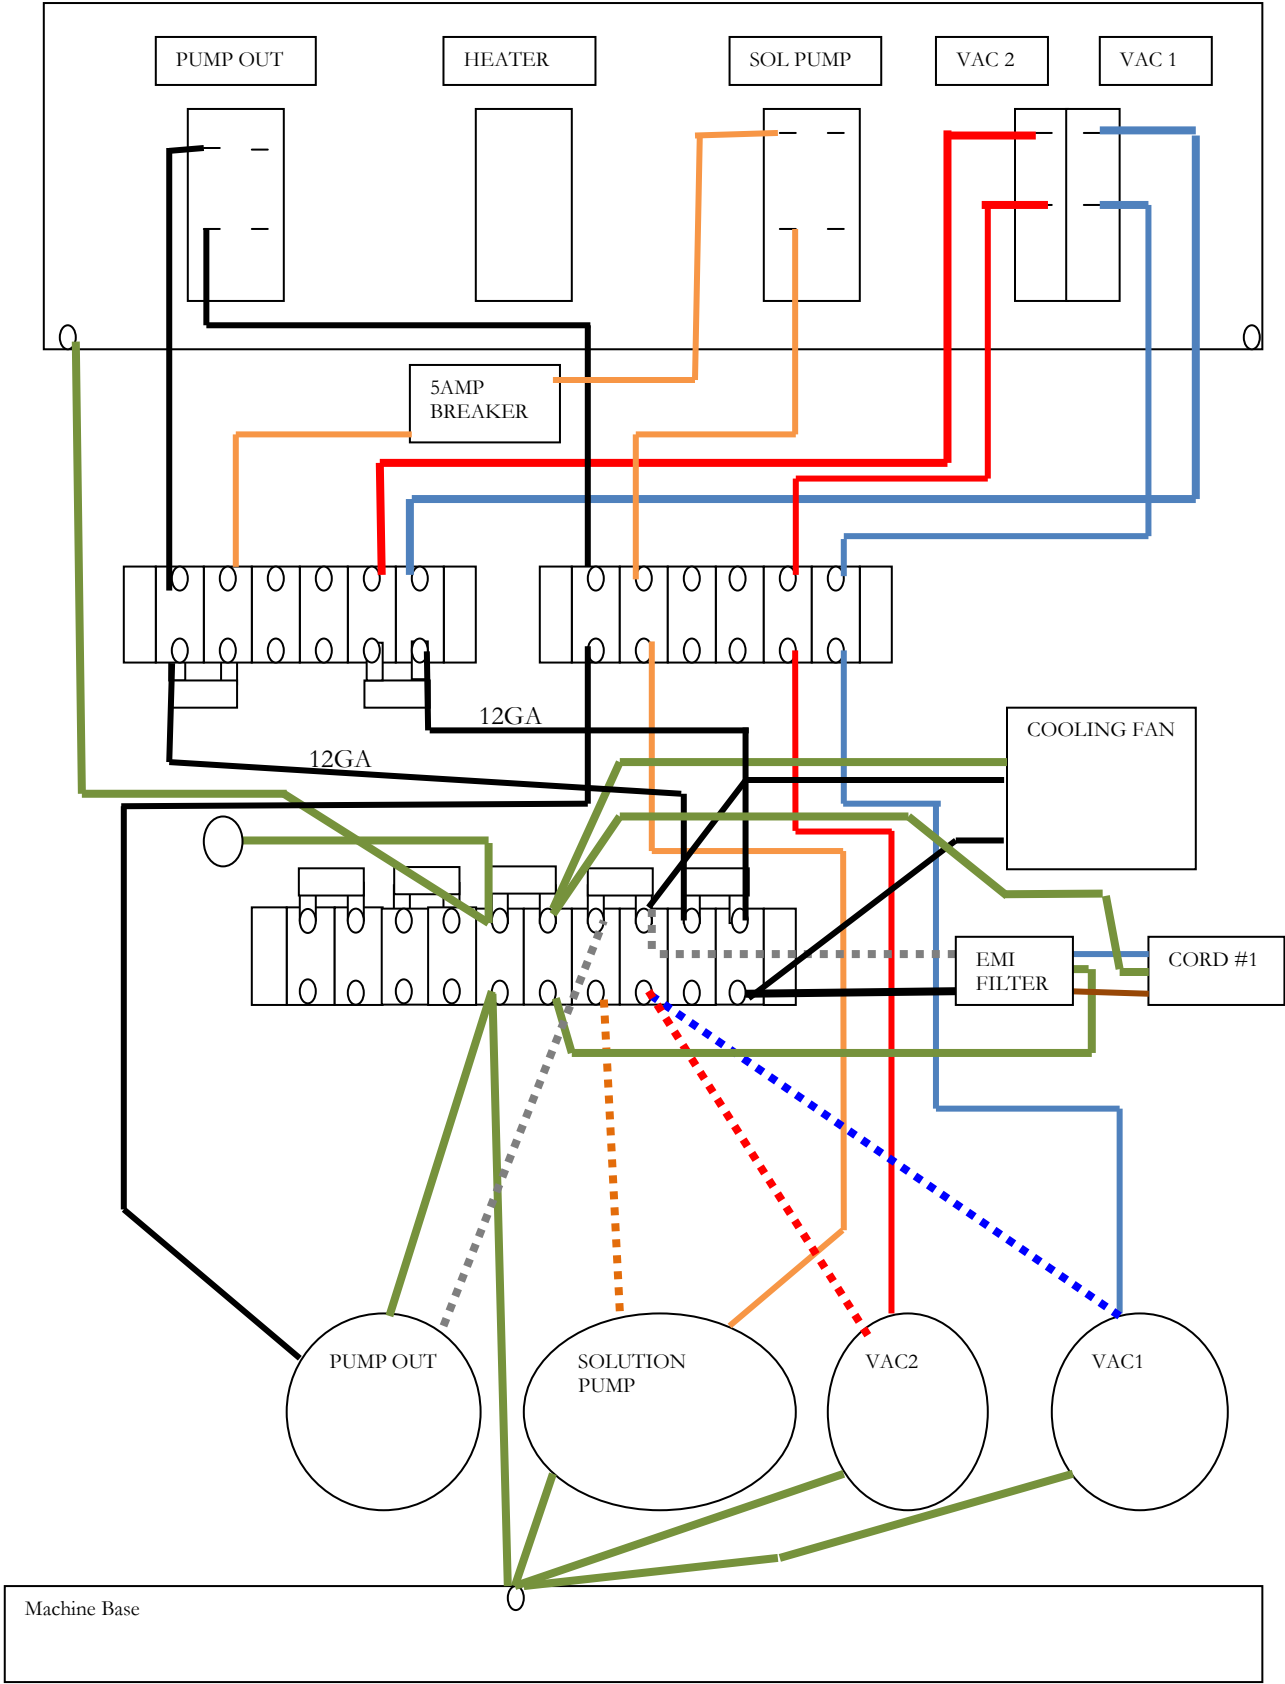 PUMP OUT
HEATER
SOL PUMP
VAC 2
VAC 1
5AMP
BREAKER
12GA
12GA
COOLING FAN
EMI
FILTER
CORD #1
PUMP OUT
SOLUTION
PUMP
VAC2
VAC1
Machine Base